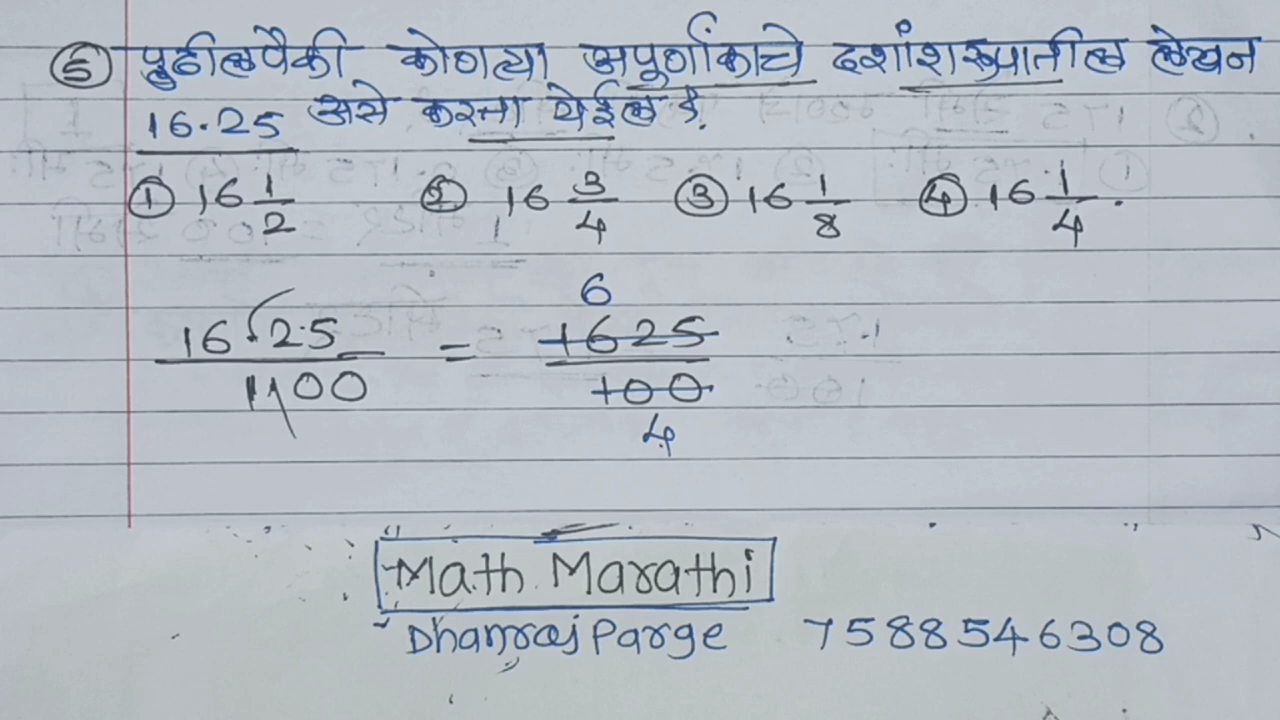 ⑤ पुढीलपैकी कोणत्या अपूर्णांकाचे दशांशरूपातील लेखन
16.25 असे करता येईल ?
① 16 1/2 ② 16 3/4 ③ 16 1/8 ④ 16 1/4 .
6
16.25 / 100 = 1625 / 100
4
Math Marathi
Dhanraj Parge 7588546308